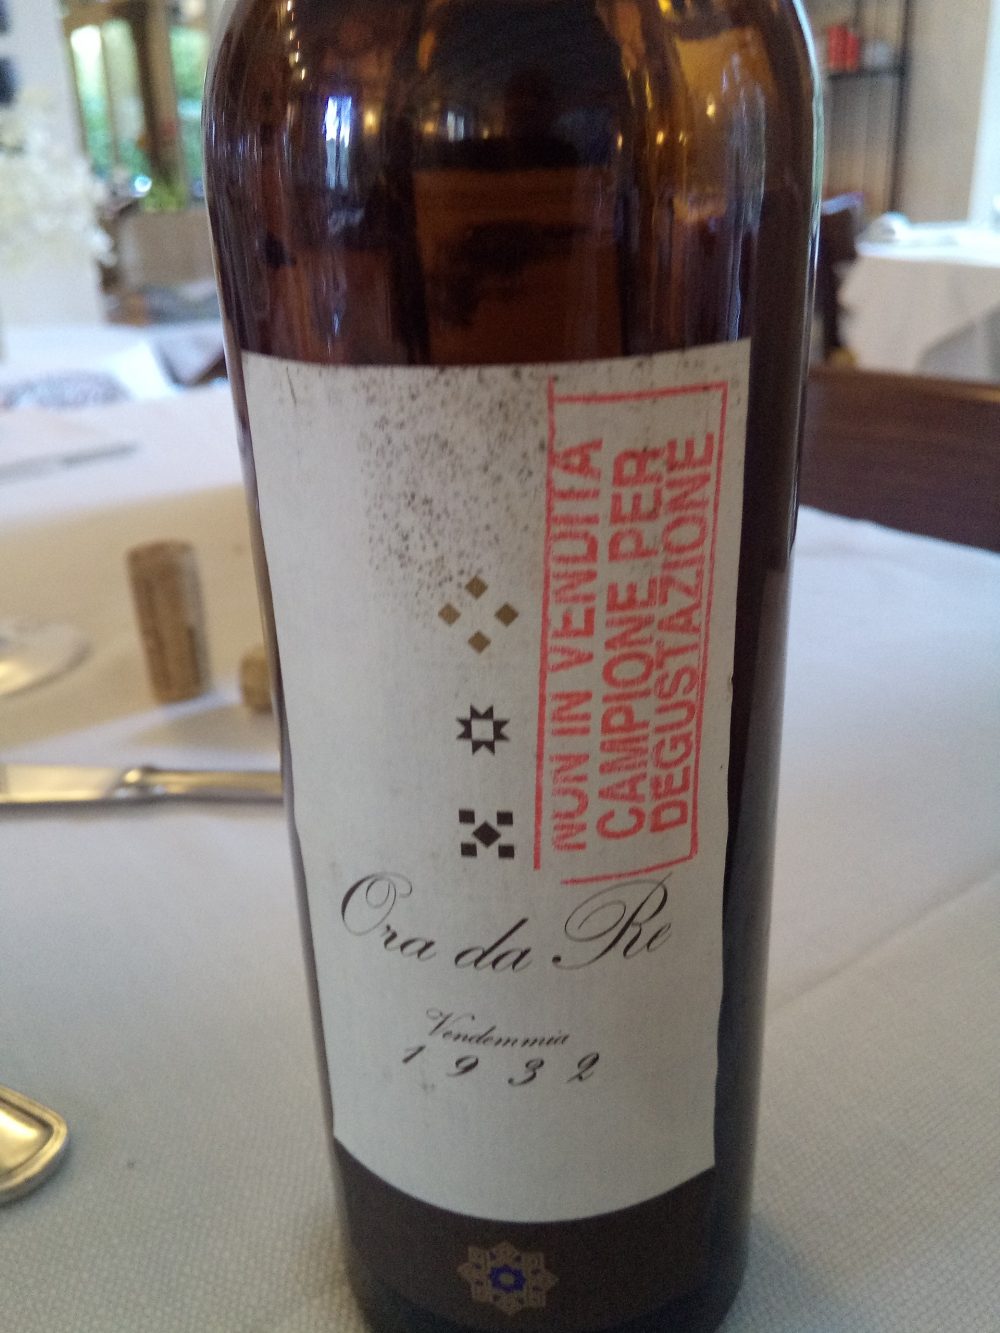 NON IN VENDITA
CAMPIONE PER
DEGUSTAZIONE
Ora da Re
Vendemmia
1932